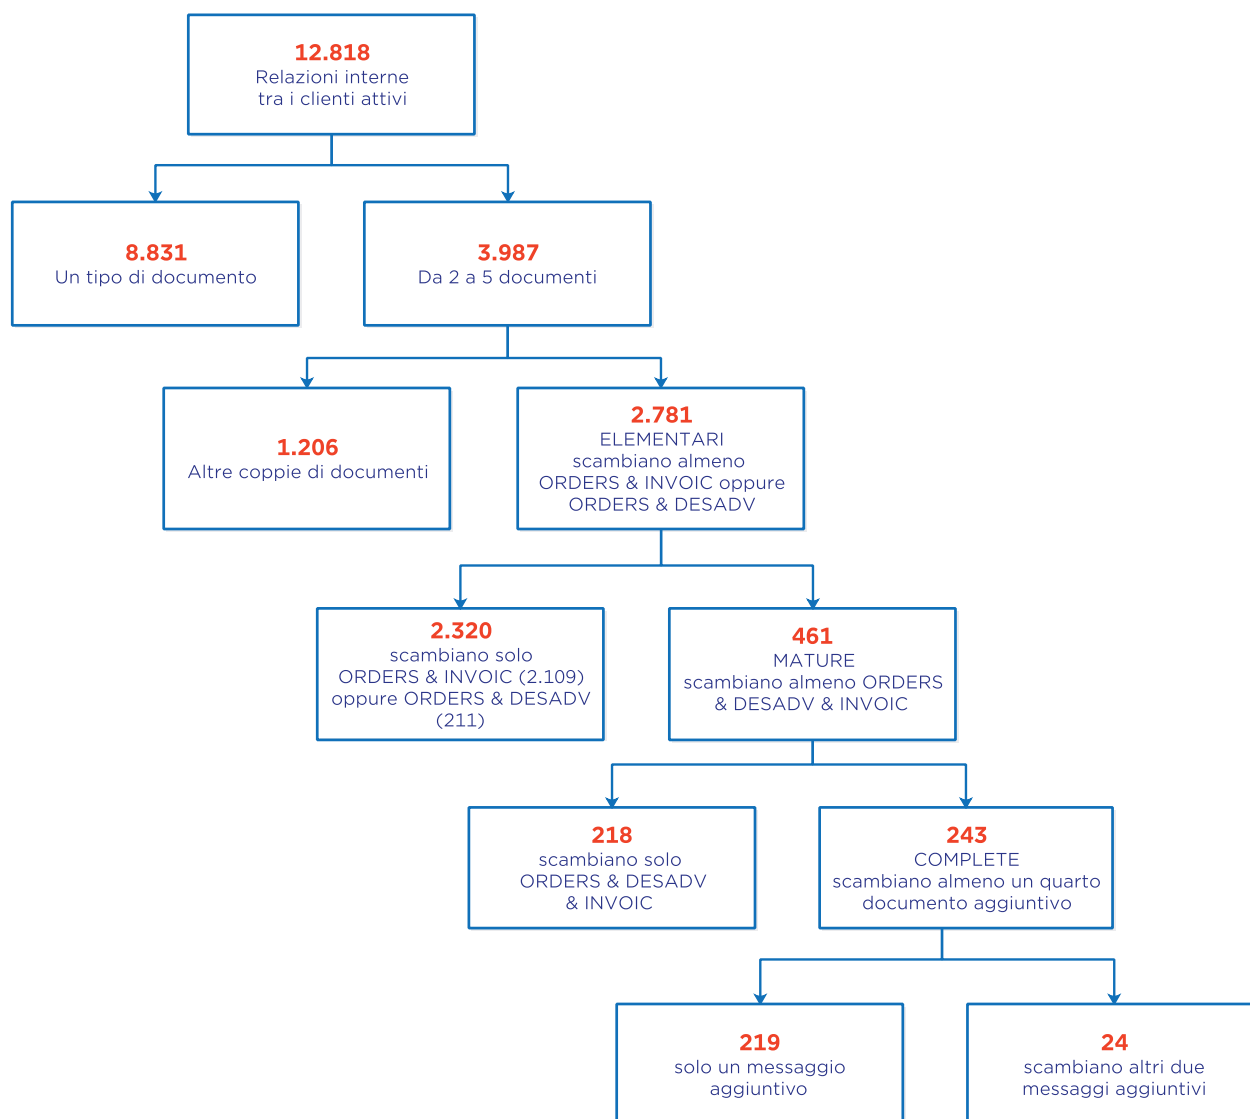 12.818
Relazioni interne
tra i clienti attivi
8.831
Un tipo di documento
3.987
Da 2 a 5 documenti
1.206
Altre coppie di documenti
2.781
ELEMENTARI
scambiano almeno
ORDERS & INVOIC oppure
ORDERS & DESADV
2.320
scambiano solo
ORDERS & INVOIC (2.109)
oppure ORDERS & DESADV
(211)
461
MATURE
scambiano almeno ORDERS
& DESADV & INVOIC
218
scambiano solo
ORDERS & DESADV
& INVOIC
243
COMPLETE
scambiano almeno un quarto
documento aggiuntivo
219
solo un messaggio
aggiuntivo
24
scambiano altri due
messaggi aggiuntivi